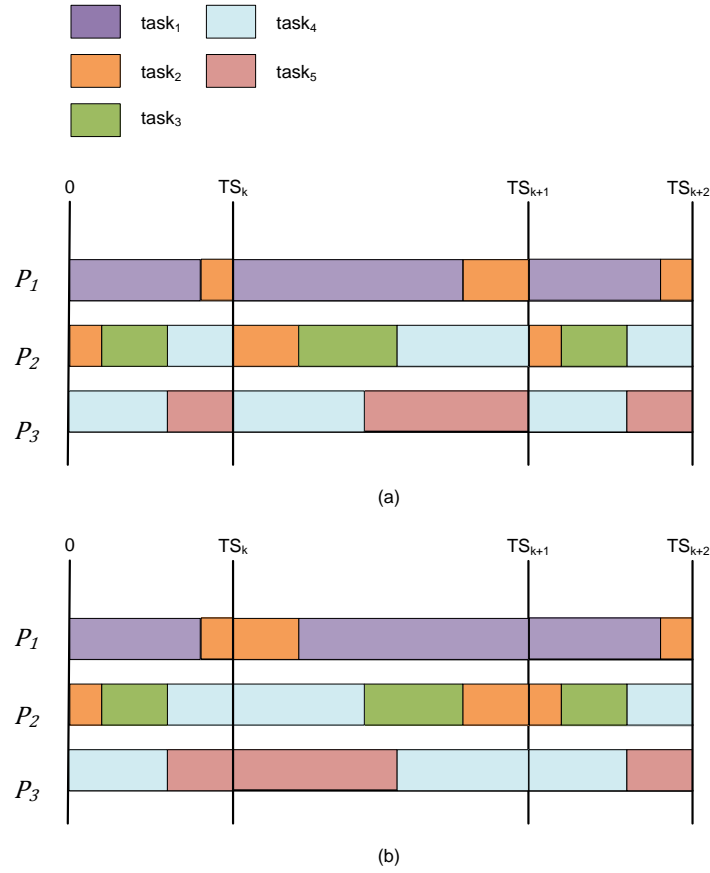 task₁ task₄
task₂ task₅
task₃
0 TSₖ TSₖ₊₁ TSₖ₊₂
P₁
P₂
P₃
(a)
0 TSₖ TSₖ₊₁ TSₖ₊₂
P₁
P₂
P₃
(b)